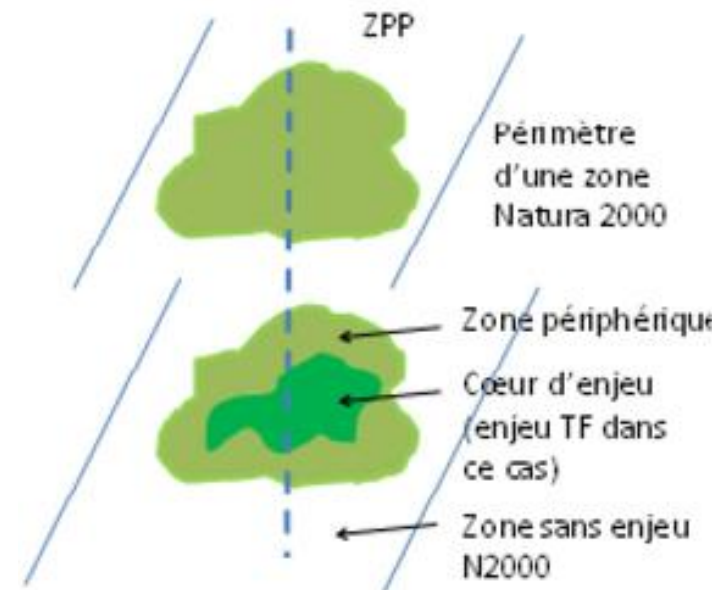 ZPP
Périmètre
d'une zone
Natura 2000
Zone périphérique
Cœur d'enjeu
(enjeu TF dans
ce cas)
Zone sans enjeu
N2000